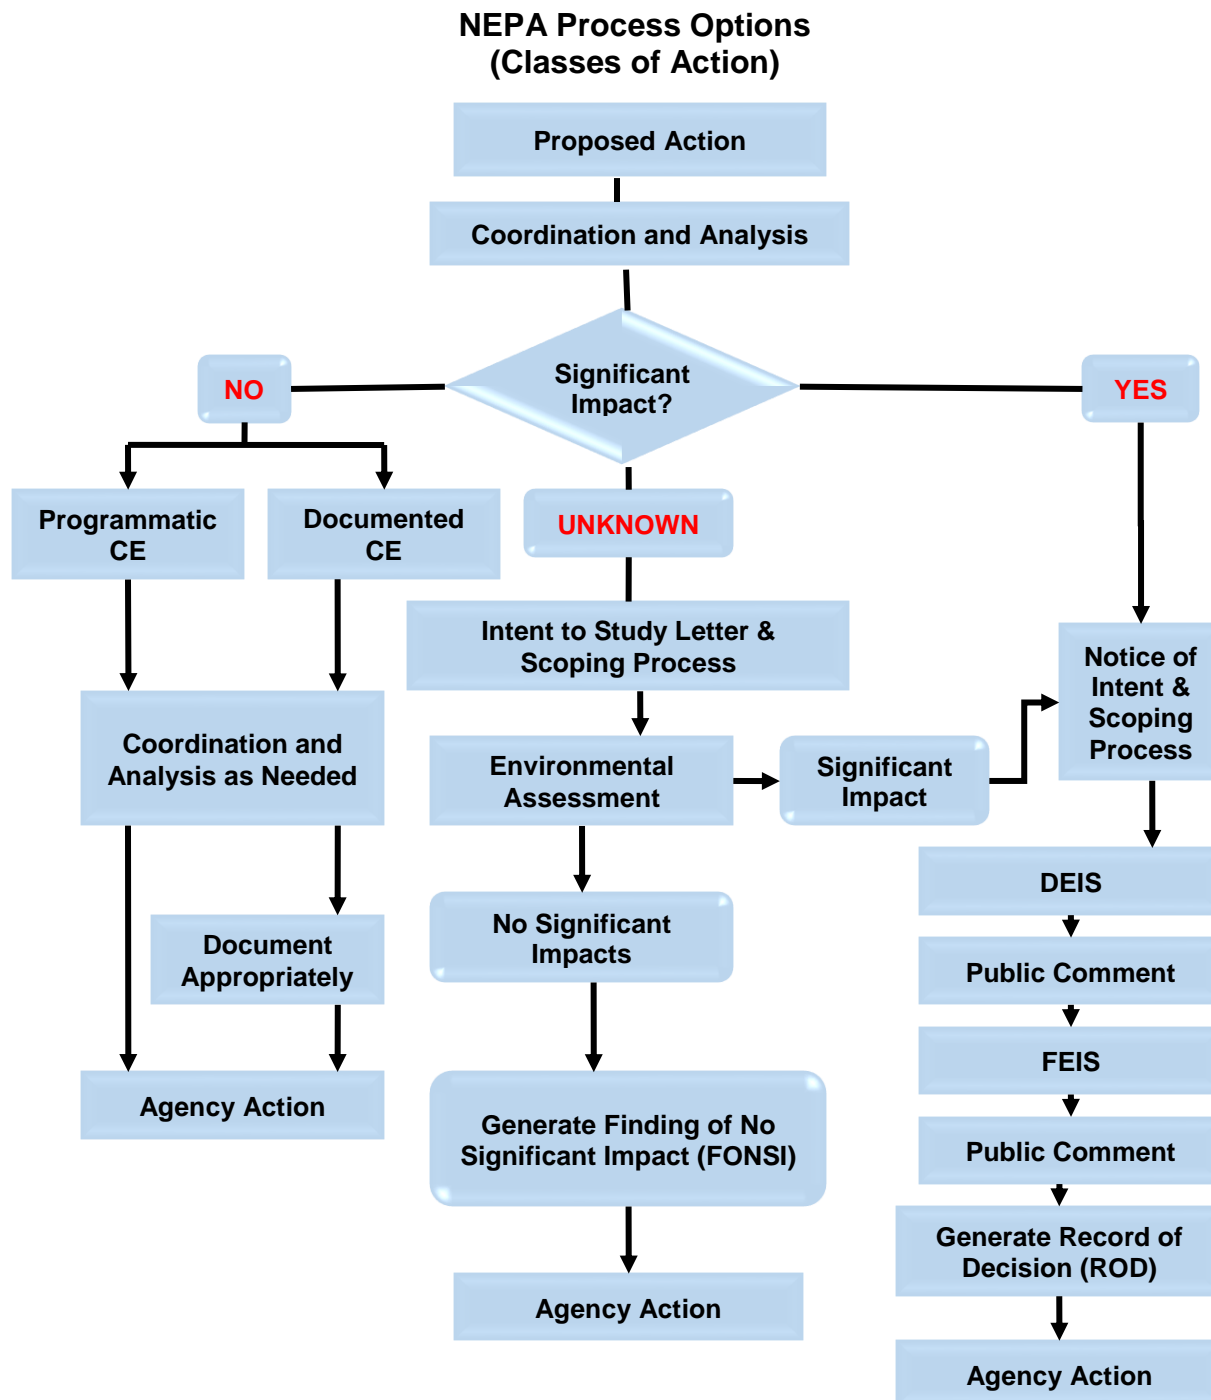 NEPA Process Options
(Classes of Action)
Proposed Action
Coordination and Analysis
Significant
Impact?
NO
YES
UNKNOWN
Programmatic
CE
Documented
CE
Coordination and
Analysis as Needed
Document
Appropriately
Agency Action
Intent to Study Letter &
Scoping Process
Environmental
Assessment
Significant
Impact
No Significant
Impacts
Generate Finding of No
Significant Impact (FONSI)
Agency Action
Notice of
Intent &
Scoping
Process
DEIS
Public Comment
FEIS
Public Comment
Generate Record of
Decision (ROD)
Agency Action